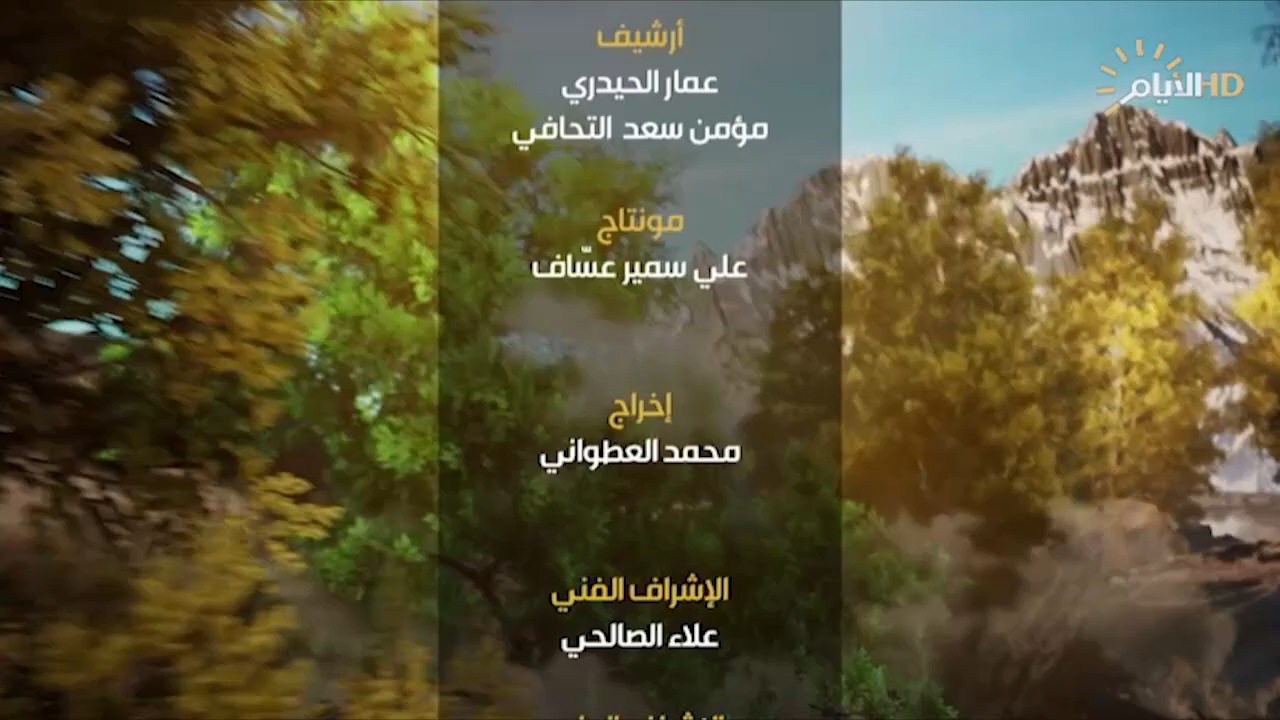 أرشيف
عمار الحيدري
مؤمن سعد التحافي
الأيام HD
مونتاج
علي سمير عسّاف
إخراج
محمد العطواني
الإشراف الفني
علاء الصالحي